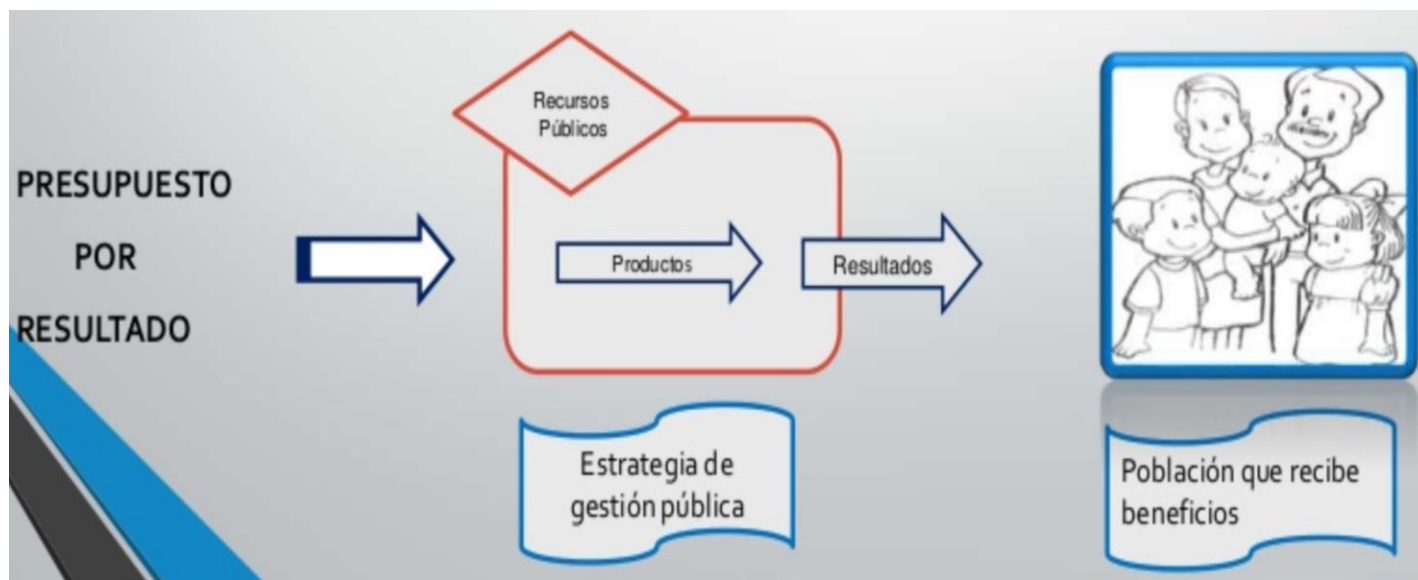 PRESUPUESTO
POR
RESULTADO
Recursos
Públicos
Productos
Resultados
Estrategia de
gestión pública
Población que recibe
beneficios